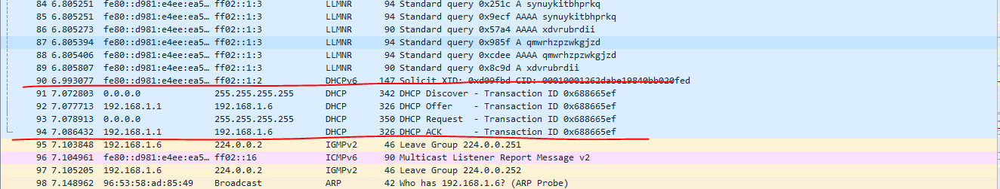 84 6.805251 fe80::d981:e4ee:ea5… ff02::1:3 LLMNR 94 Standard query 0x251c A synuykitbhprkq
85 6.805251 fe80::d981:e4ee:ea5… ff02::1:3 LLMNR 94 Standard query 0x9ecf AAAA synuykitbhprkq
86 6.805273 fe80::d981:e4ee:ea5… ff02::1:3 LLMNR 90 Standard query 0x57a4 AAAA xdvrubrdii
87 6.805394 fe80::d981:e4ee:ea5… ff02::1:3 LLMNR 94 Standard query 0x985f A qmwrhzpzwkgjzd
88 6.805406 fe80::d981:e4ee:ea5… ff02::1:3 LLMNR 94 Standard query 0xcdee AAAA qmwrhzpzwkgjzd
89 6.805807 fe80::d981:e4ee:ea5… ff02::1:3 LLMNR 90 Standard query 0x8c9d A xdvrubrdii
90 6.993077 fe80::d981:e4ee:ea5… ff02::1:2 DHCPv6 147 Solicit XID: 0xd09fbd CID: 00010001262dabe19840bb020fed
91 7.072803 0.0.0.0 255.255.255.255 DHCP 342 DHCP Discover - Transaction ID 0x688665ef
92 7.077713 192.168.1.1 192.168.1.6 DHCP 326 DHCP Offer - Transaction ID 0x688665ef
93 7.078913 0.0.0.0 255.255.255.255 DHCP 350 DHCP Request - Transaction ID 0x688665ef
94 7.086432 192.168.1.1 192.168.1.6 DHCP 326 DHCP ACK - Transaction ID 0x688665ef
95 7.103848 192.168.1.6 224.0.0.2 IGMPv2 46 Leave Group 224.0.0.251
96 7.104961 fe80::d981:e4ee:ea5… ff02::16 ICMPv6 90 Multicast Listener Report Message v2
97 7.105205 192.168.1.6 224.0.0.2 IGMPv2 46 Leave Group 224.0.0.252
98 7.148962 96:53:58:ad:85:49 Broadcast ARP 42 Who has 192.168.1.6? (ARP Probe)